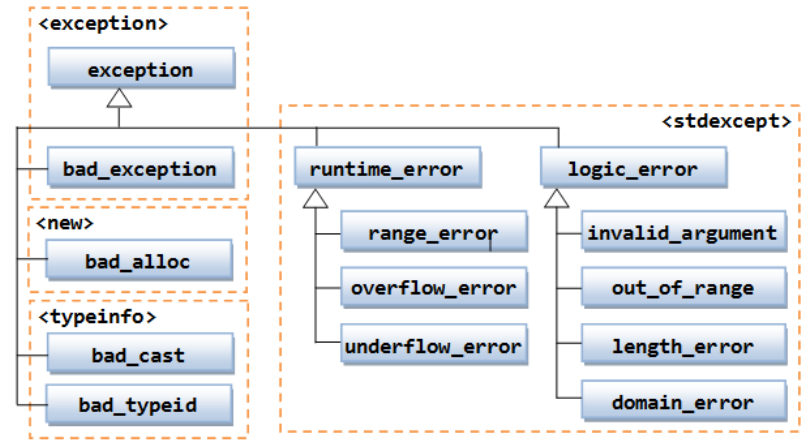 <exception>
exception
bad_exception
<new>
bad_alloc
<typeinfo>
bad_cast
bad_typeid
<stdexcept>
runtime_error
range_error
overflow_error
underflow_error
logic_error
invalid_argument
out_of_range
length_error
domain_error